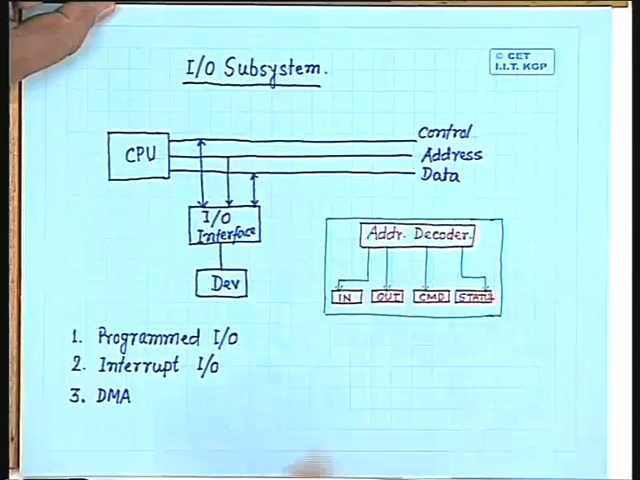 I/O Subsystem.
© CET
I.I.T. KGP
CPU
Control
Address
Data
I/O
Interface
Dev
Addr. Decoder.
IN OUT CMD STATUS
1. Programmed I/O
2. Interrupt I/O
3. DMA